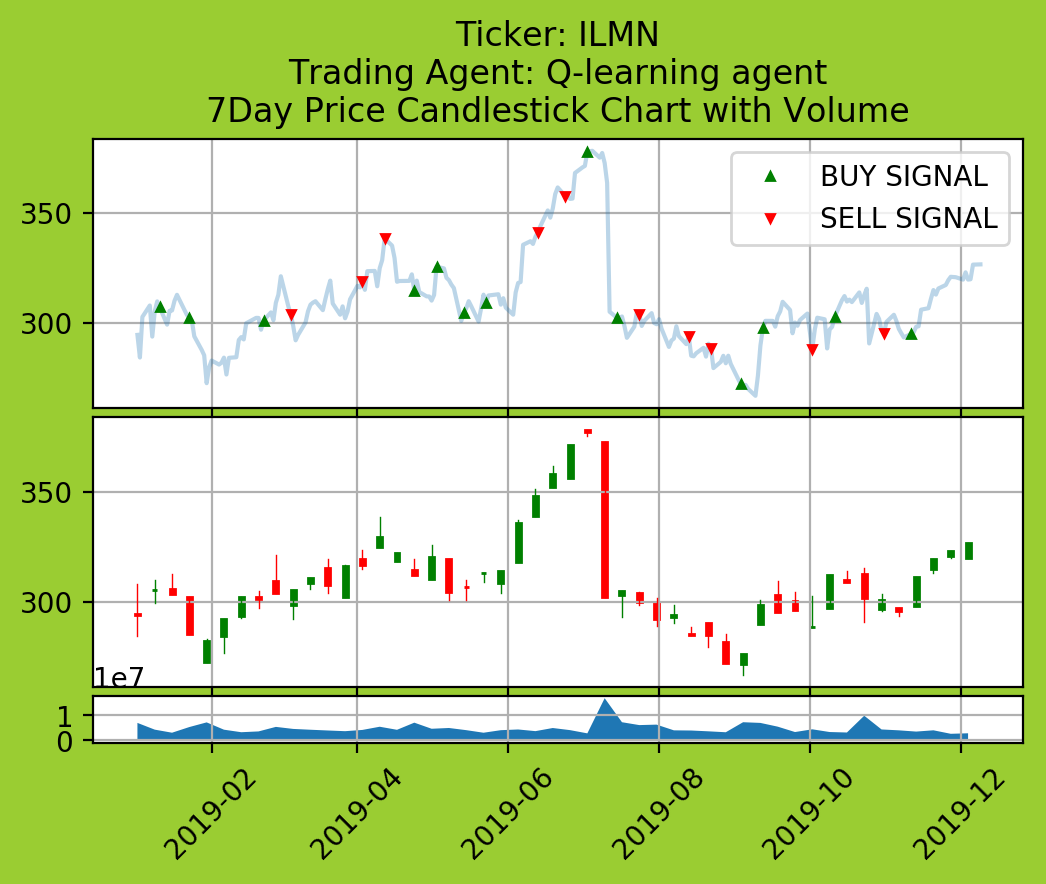 Ticker: ILMN
Trading Agent: Q-learning agent
7Day Price Candlestick Chart with Volume
BUY SIGNAL
SELL SIGNAL
350
300
350
300
1e7
1
0
2019-02
2019-04
2019-06
2019-08
2019-10
2019-12